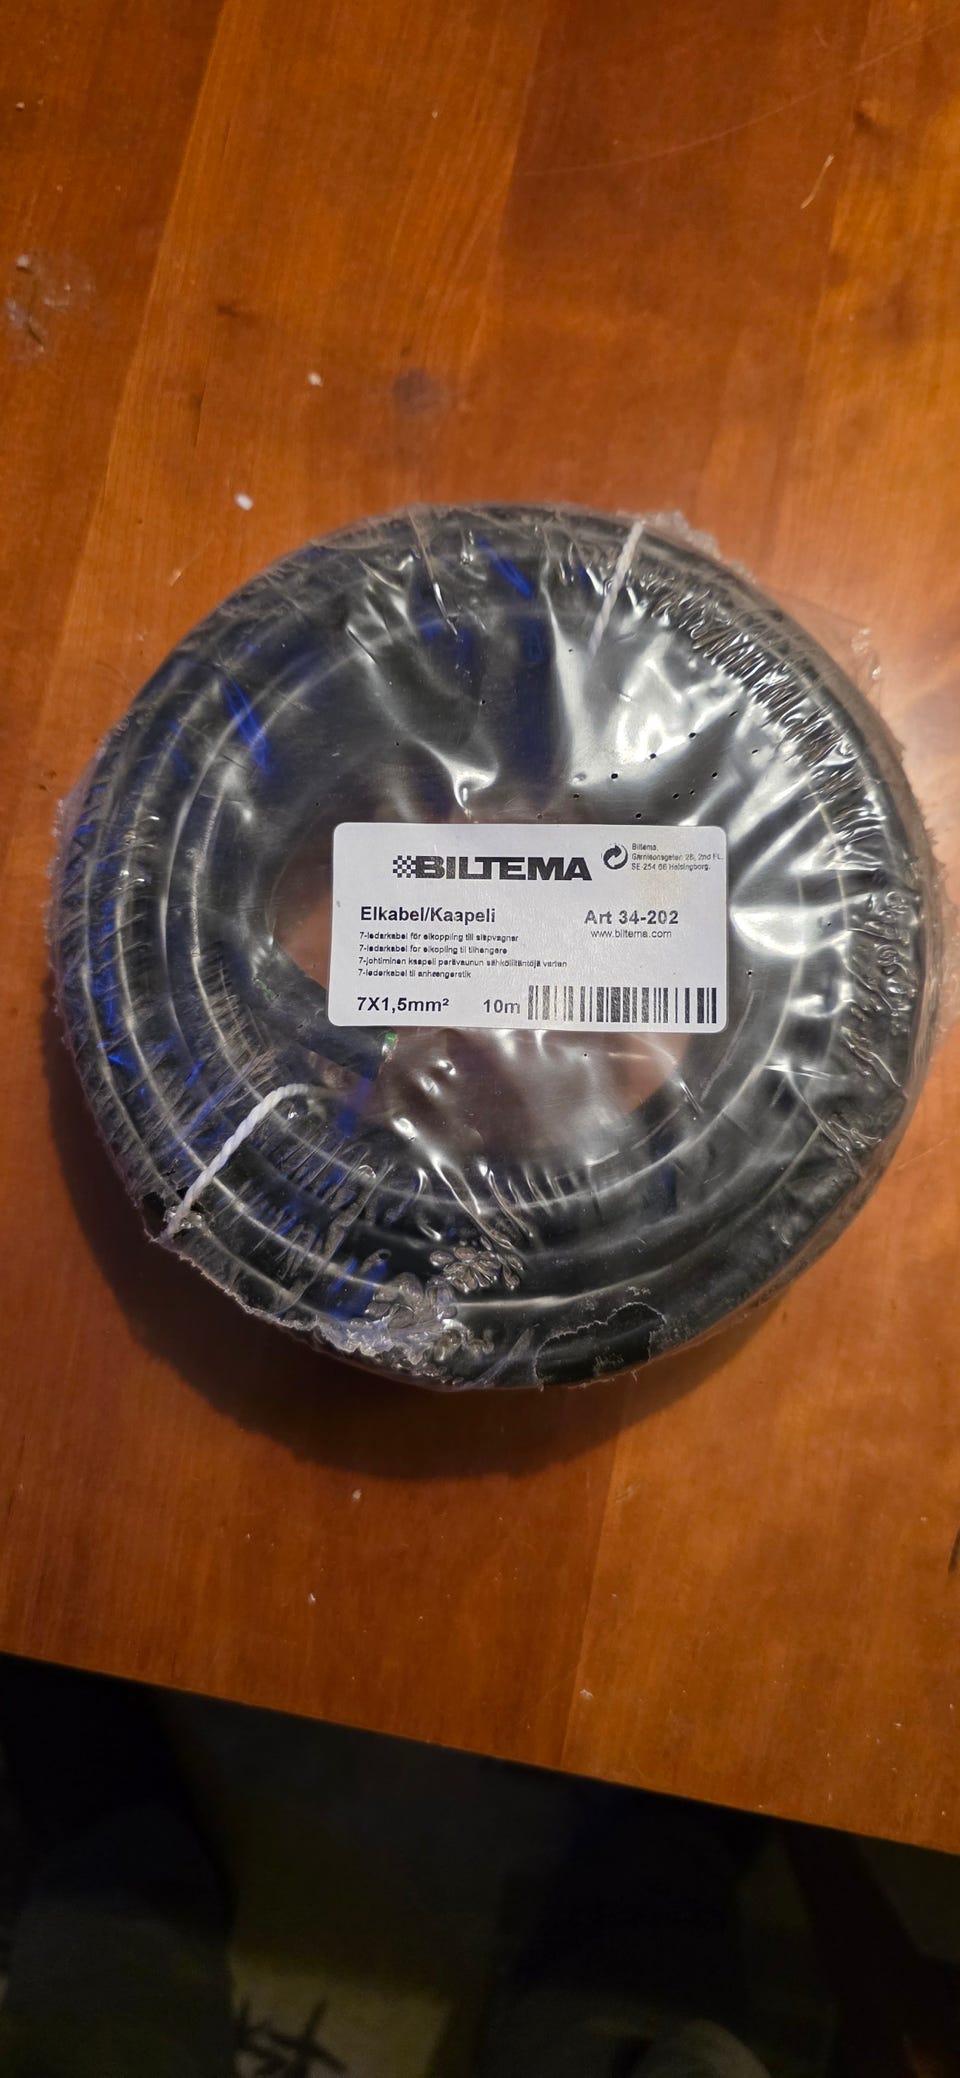 BILTEMA
Biltema,
Garnisonsgatan 26, 2nd FL,
SE-254 66 Helsingborg.
Elkabel/Kaapeli
Art 34-202
www.biltema.com
7-ledarkabel för elkoppling till släpvagnar
7-ledarkabel for elkopling til tilhengere
7-johtiminen kaapeli perävaunun sähköliitäntöjä varten
7-lederkabel til anhængerstik
7X1,5mm² 10m